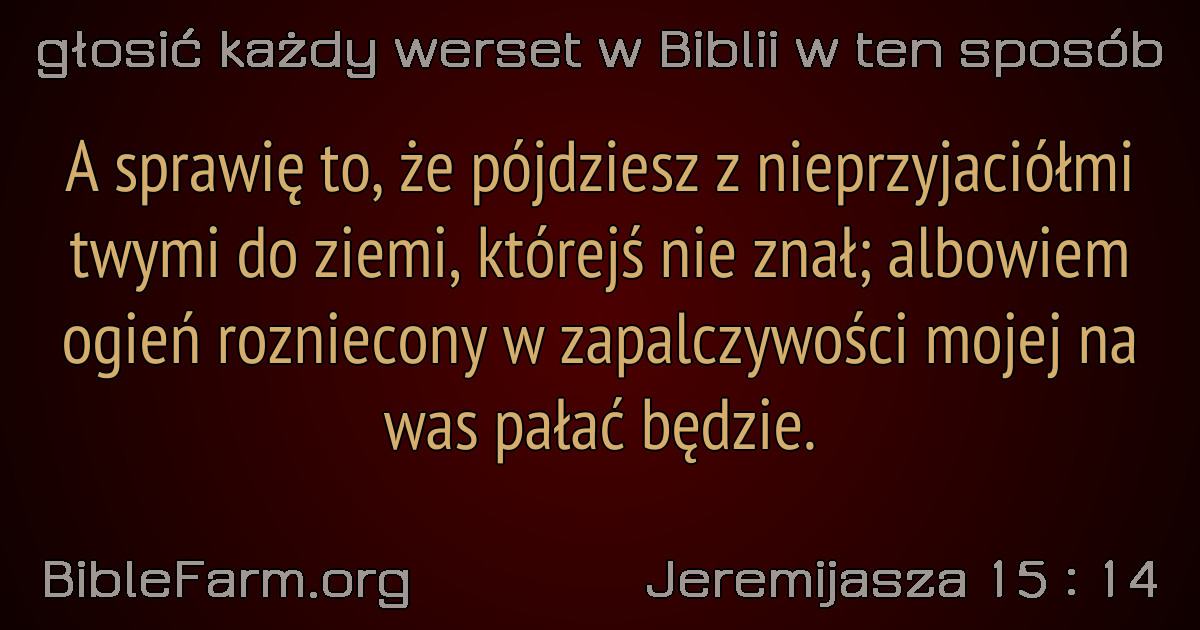 głosić każdy werset w Biblii w ten sposób
A sprawię to, że pójdziesz z nieprzyjaciółmi
twymi do ziemi, którejś nie znał; albowiem
ogień rozniecony w zapalczywości mojej na
was pałać będzie.
BibleFarm.org
Jeremijasza 15 : 14